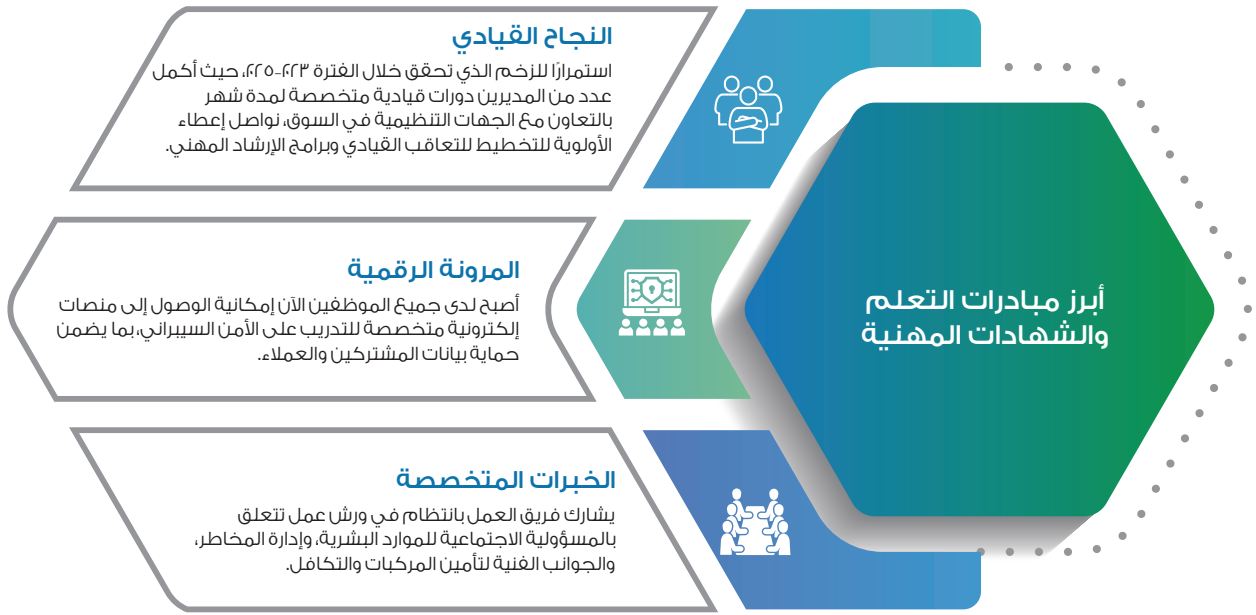 أبرز مبادرات التعلم
والشهادات المهنية
النجاح القيادي
استمرارًا للزخم الذي تحقق خلال الفترة ٢٠٢٣-٢٠٢٥، حيث أكمل
عدد من المديرين دورات قيادية متخصصة لمدة شهر
بالتعاون مع الجهات التنظيمية في السوق، نواصل إعطاء
الأولوية للتخطيط للتعاقب القيادي وبرامج الإرشاد المهني.
المرونة الرقمية
أصبح لدى جميع الموظفين الآن إمكانية الوصول إلى منصات
إلكترونية متخصصة للتدريب على الأمن السيبراني، بما يضمن
حماية بيانات المشتركين والعملاء.
الخبرات المتخصصة
يشارك فريق العمل بانتظام في ورش عمل تتعلق
بالمسؤولية الاجتماعية للموارد البشرية، وإدارة المخاطر،
والجوانب الفنية لتأمين المركبات والتكافل.